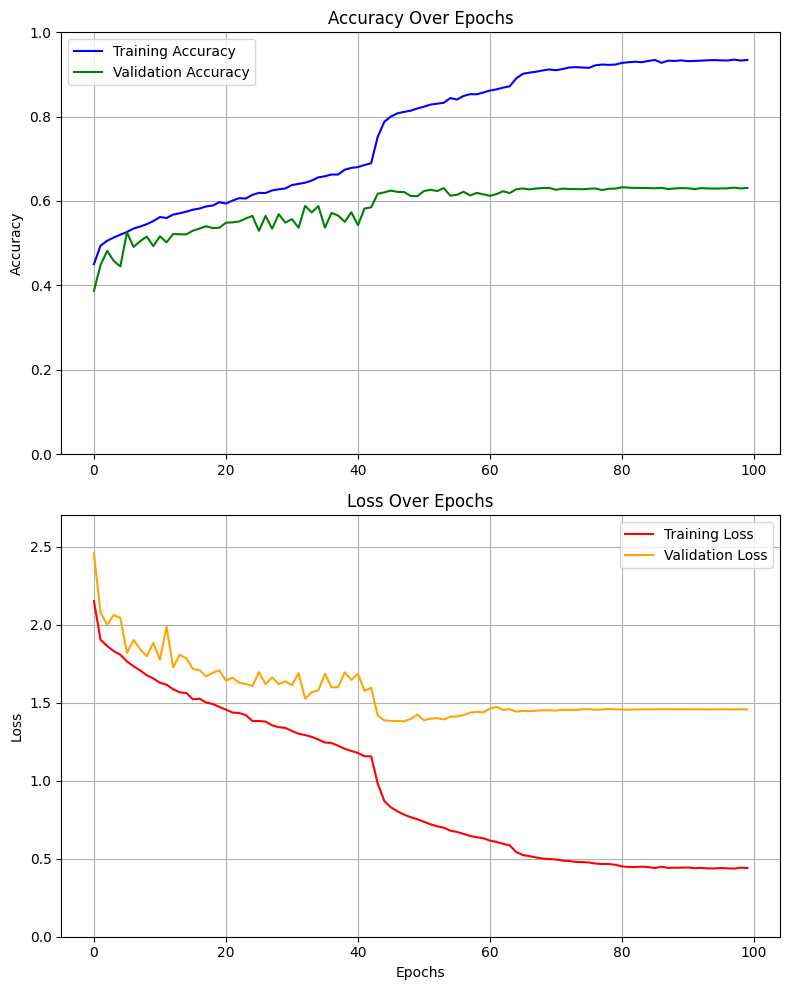 Accuracy Over Epochs
Training Accuracy
Validation Accuracy
Accuracy
1.0
0.8
0.6
0.4
0.2
0.0
0 20 40 60 80 100
Loss Over Epochs
Training Loss
Validation Loss
Loss
2.5
2.0
1.5
1.0
0.5
0.0
0 20 40 60 80 100
Epochs